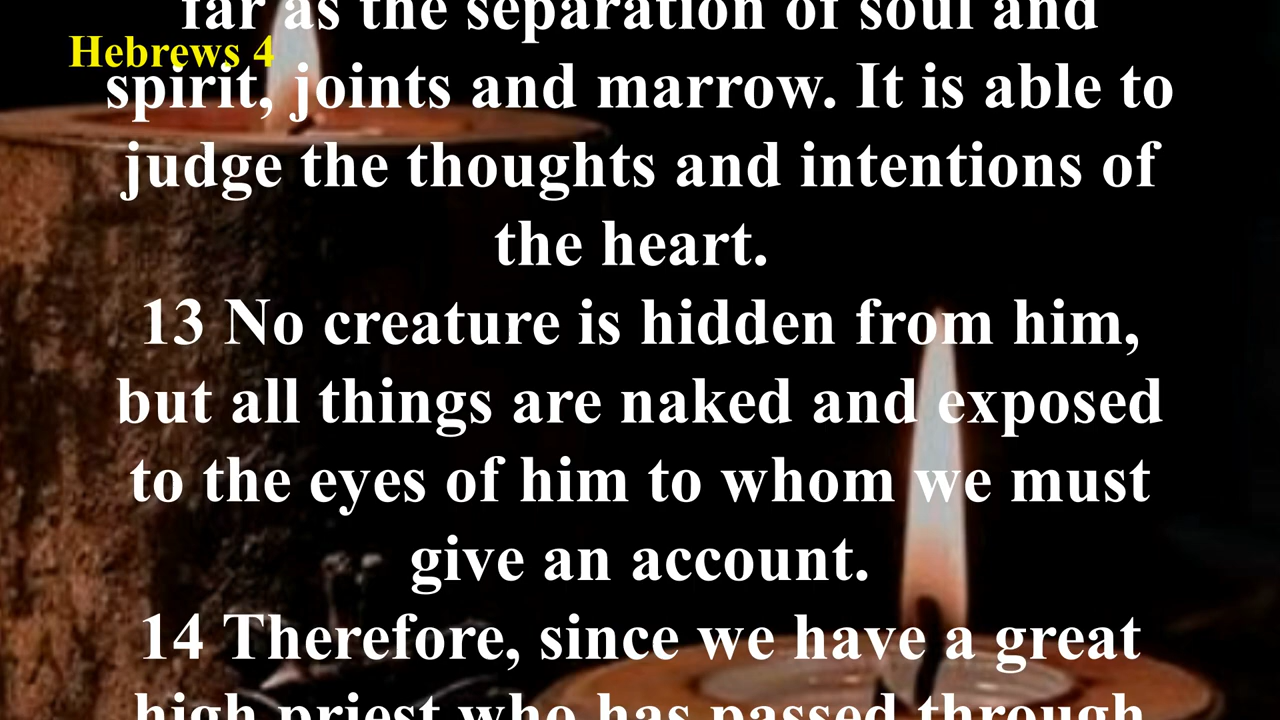 far as the separation of soul and
Hebrews 4
spirit, joints and marrow. It is able to
judge the thoughts and intentions of
the heart.
13 No creature is hidden from him,
but all things are naked and exposed
to the eyes of him to whom we must
give an account.
14 Therefore, since we have a great
high priest who has passed through